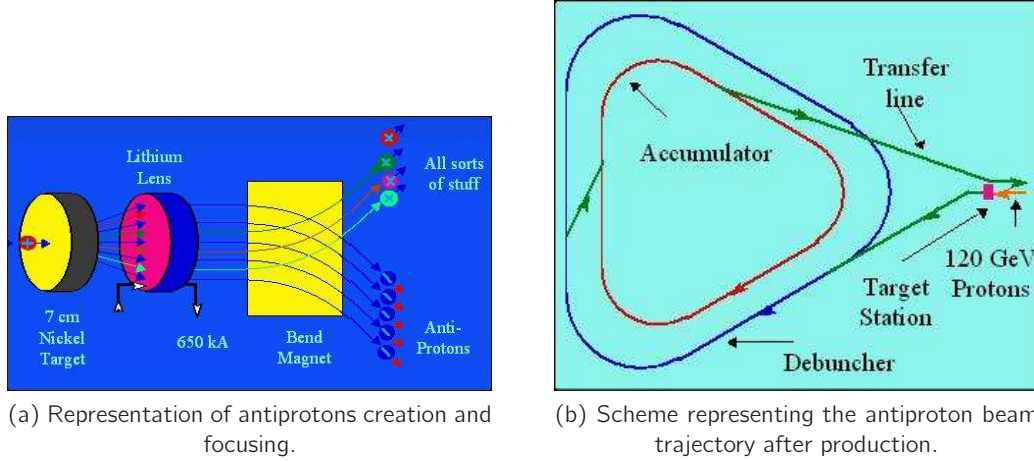 Lithium
Lens
All sorts
of stuff
7 cm
Nickel
Target
650 kA
Bend
Magnet
Anti-
Protons
(a) Representation of antiprotons creation and
focusing.
Transfer
line
Accumulator
120 GeV
Protons
Target
Station
Debuncher
(b) Scheme representing the antiproton beam
trajectory after production.